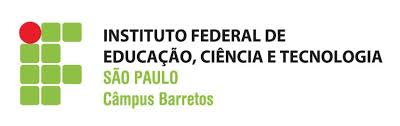 INSTITUTO FEDERAL DE
EDUCAÇÃO, CIÊNCIA E TECNOLOGIA
SÃO PAULO
Câmpus Barretos